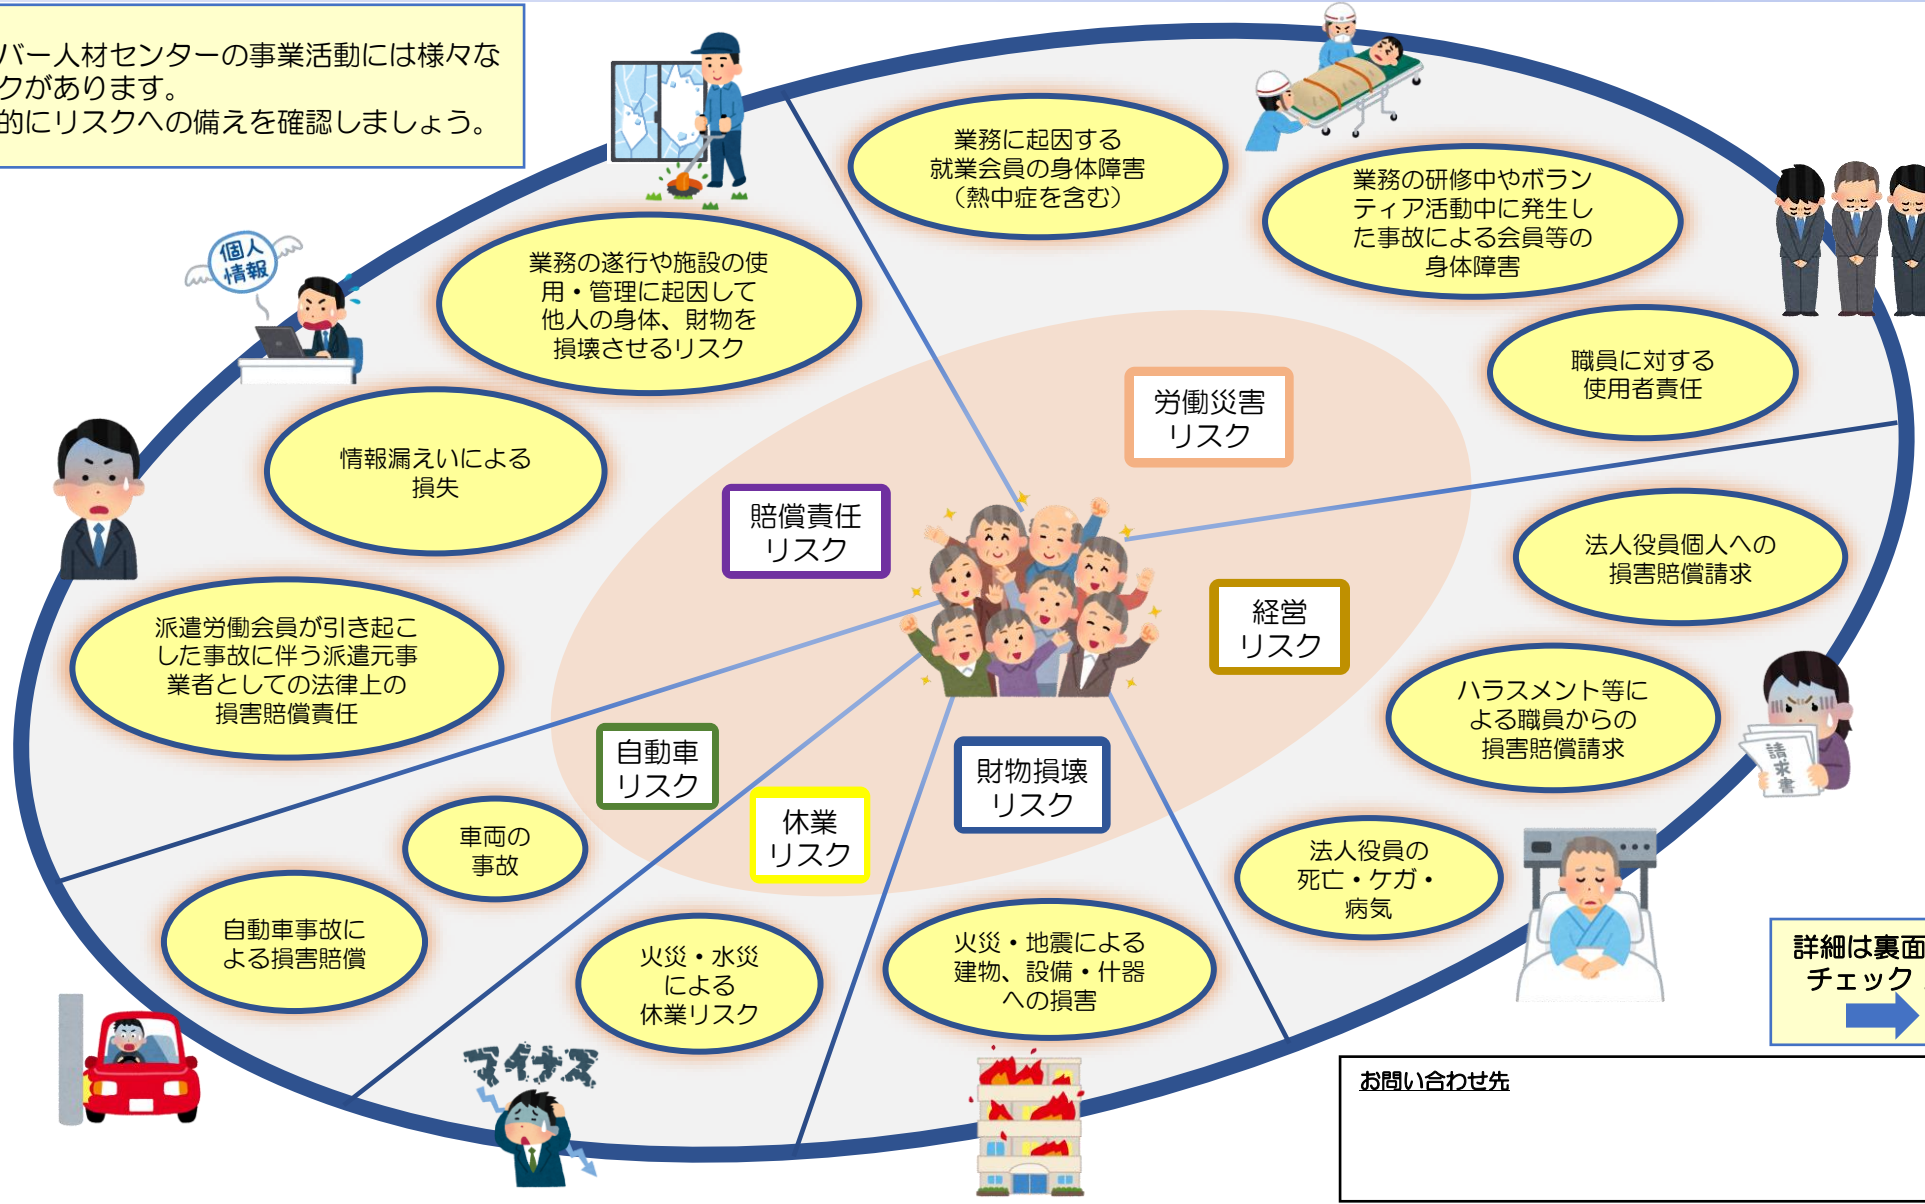 バー人材センターの事業活動には様々な
クがあります。
的にリスクへの備えを確認しましょう。
業務に起因する
就業会員の身体障害
（熱中症を含む）
業務の研修中やボラン
ティア活動中に発生し
た事故による会員等の
身体障害
職員に対する
使用者責任
業務の遂行や施設の使
用・管理に起因して
他人の身体、財物を
損壊させるリスク
個人
情報
情報漏えいによる
損失
派遣労働会員が引き起こ
した事故に伴う派遣元事
業者としての法律上の
損害賠償責任
労働災害
リスク
賠償責任
リスク
経営
リスク
自動車
リスク
休業
リスク
財物損壊
リスク
法人役員個人への
損害賠償請求
ハラスメント等に
よる職員からの
損害賠償請求
請求書
法人役員の
死亡・ケガ・
病気
車両の
事故
自動車事故に
よる損害賠償
火災・水災
による
休業リスク
火災・地震による
建物、設備・什器
への損害
マイナス
詳細は裏面
チェック
お問い合わせ先